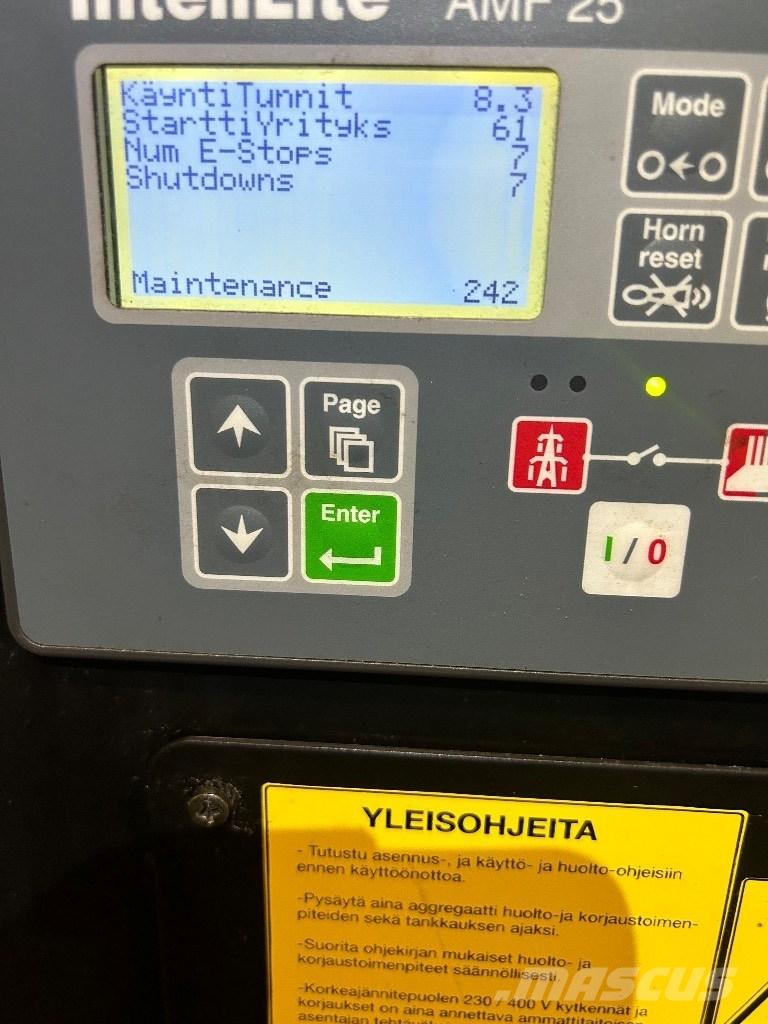 IntelliLite AMF 25
KäyntiTunnit 8.3
StarttiYrityks 61
Num E-Stops 7
Shutdowns 7
Maintenance 242
Mode
Horn
reset
Page
Enter
I / O
YLEISOHJEITA
- Tutustu asennus-, ja käyttö- ja huolto-ohjeisiin
ennen käyttöönottoa.
-Pysäytä aina aggregaatti huolto-ja korjaustoimen-
piteiden sekä tankkauksen ajaksi.
-Suorita ohjekirjan mukaiset huolto- ja
korjaustoimenpiteet säännöllisesti.
-Korkeajännitepuolen 230 / 400 V kytkennät ja
korjaukset on aina annettava ammattitaitoisen
asentajan
mascus